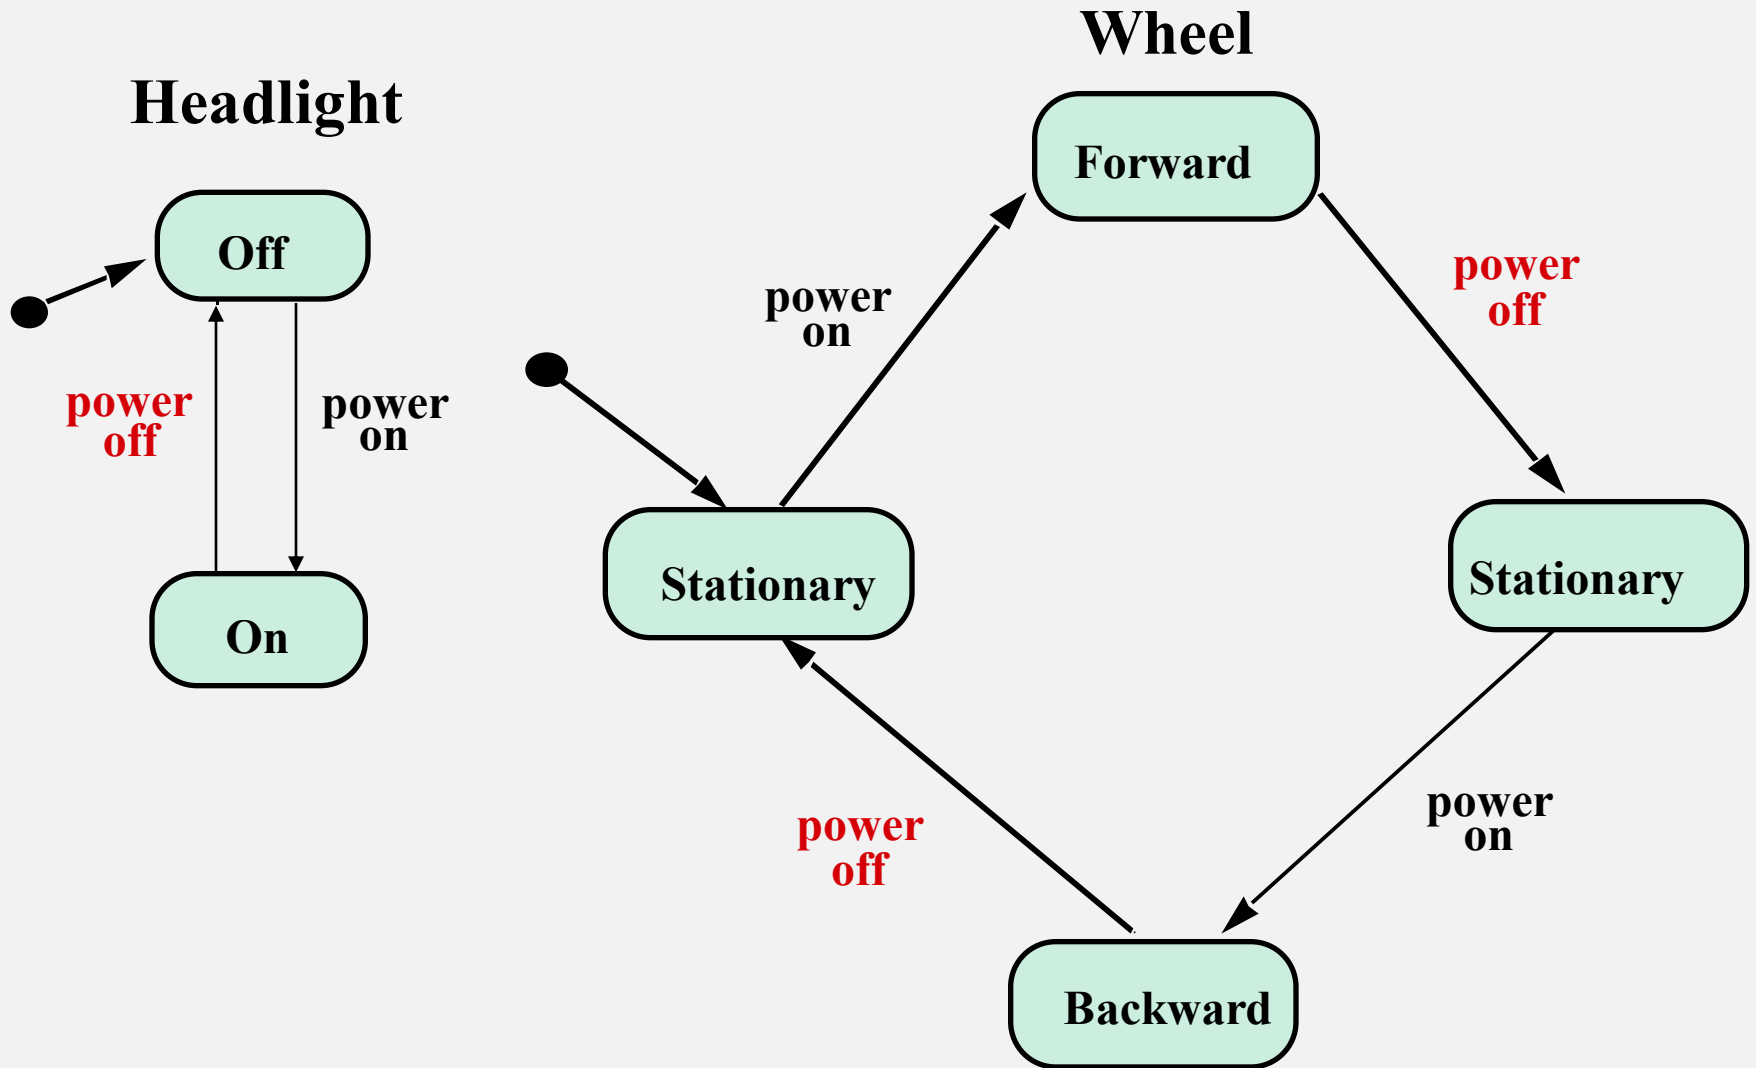 Headlight
Off
power
off
power
on
On
Wheel
Forward
power
on
power
off
Stationary
Stationary
power
off
power
on
Backward